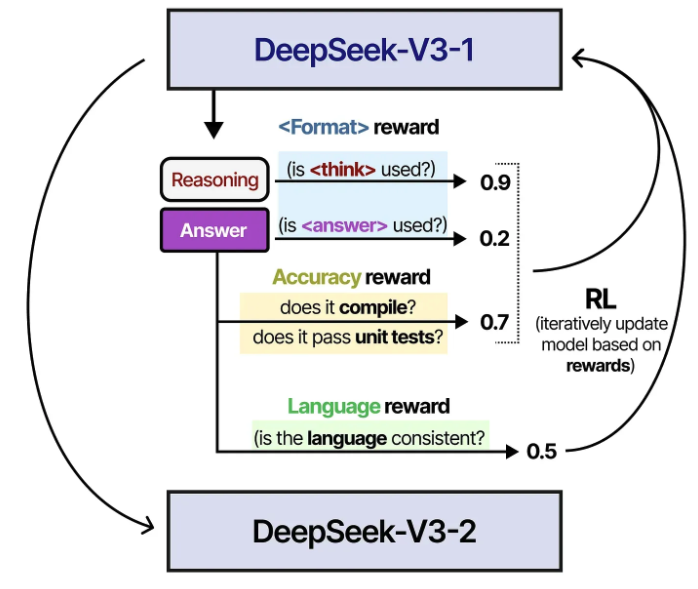 DeepSeek-V3-1
<Format> reward
Reasoning
(is <think> used?)
0.9
Answer
(is <answer> used?)
0.2
Accuracy reward
does it compile?
0.7
does it pass unit tests?
RL
(iteratively update
model based on
rewards)
Language reward
(is the language consistent?
0.5
DeepSeek-V3-2